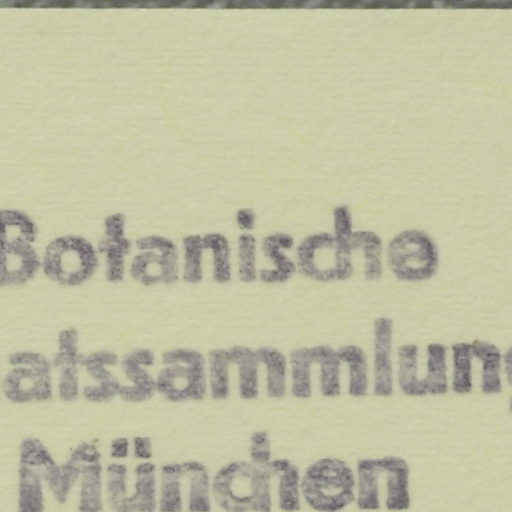 Botanische
atssammlung
München